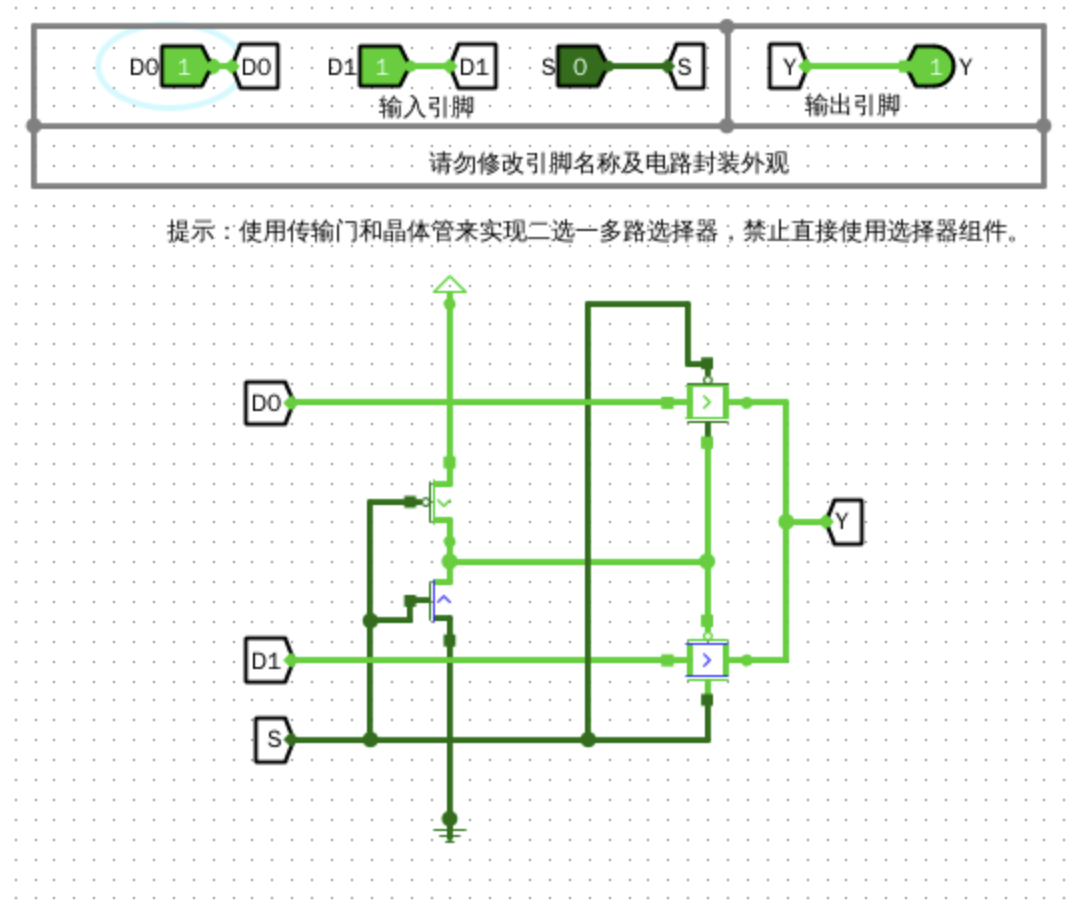 D0 1 D0 D1 1 D1 S 0 S Y 1 Y
输入引脚 输出引脚
请勿修改引脚名称及电路封装外观
提示：使用传输门和晶体管来实现二选一多路选择器，禁止直接使用选择器组件。
D0
Y
D1
S